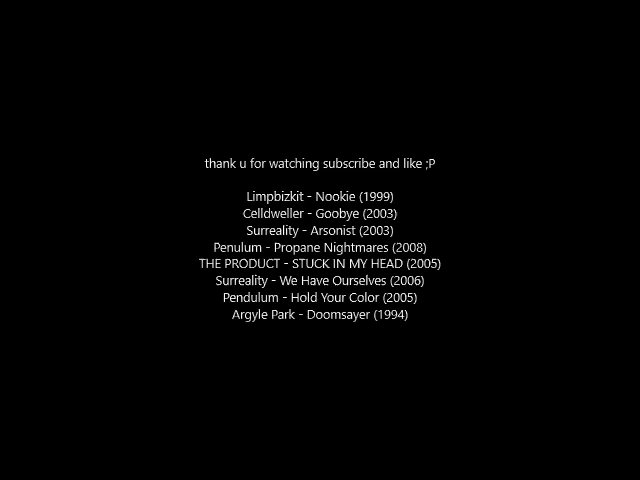 thank u for watching subscribe and like ;P
Limpbizkit - Nookie (1999)
Celldweller - Goobye (2003)
Surreality - Arsonist (2003)
Penulum - Propane Nightmares (2008)
THE PRODUCT - STUCK IN MY HEAD (2005)
Surreality - We Have Ourselves (2006)
Pendulum - Hold Your Color (2005)
Argyle Park - Doomsayer (1994)